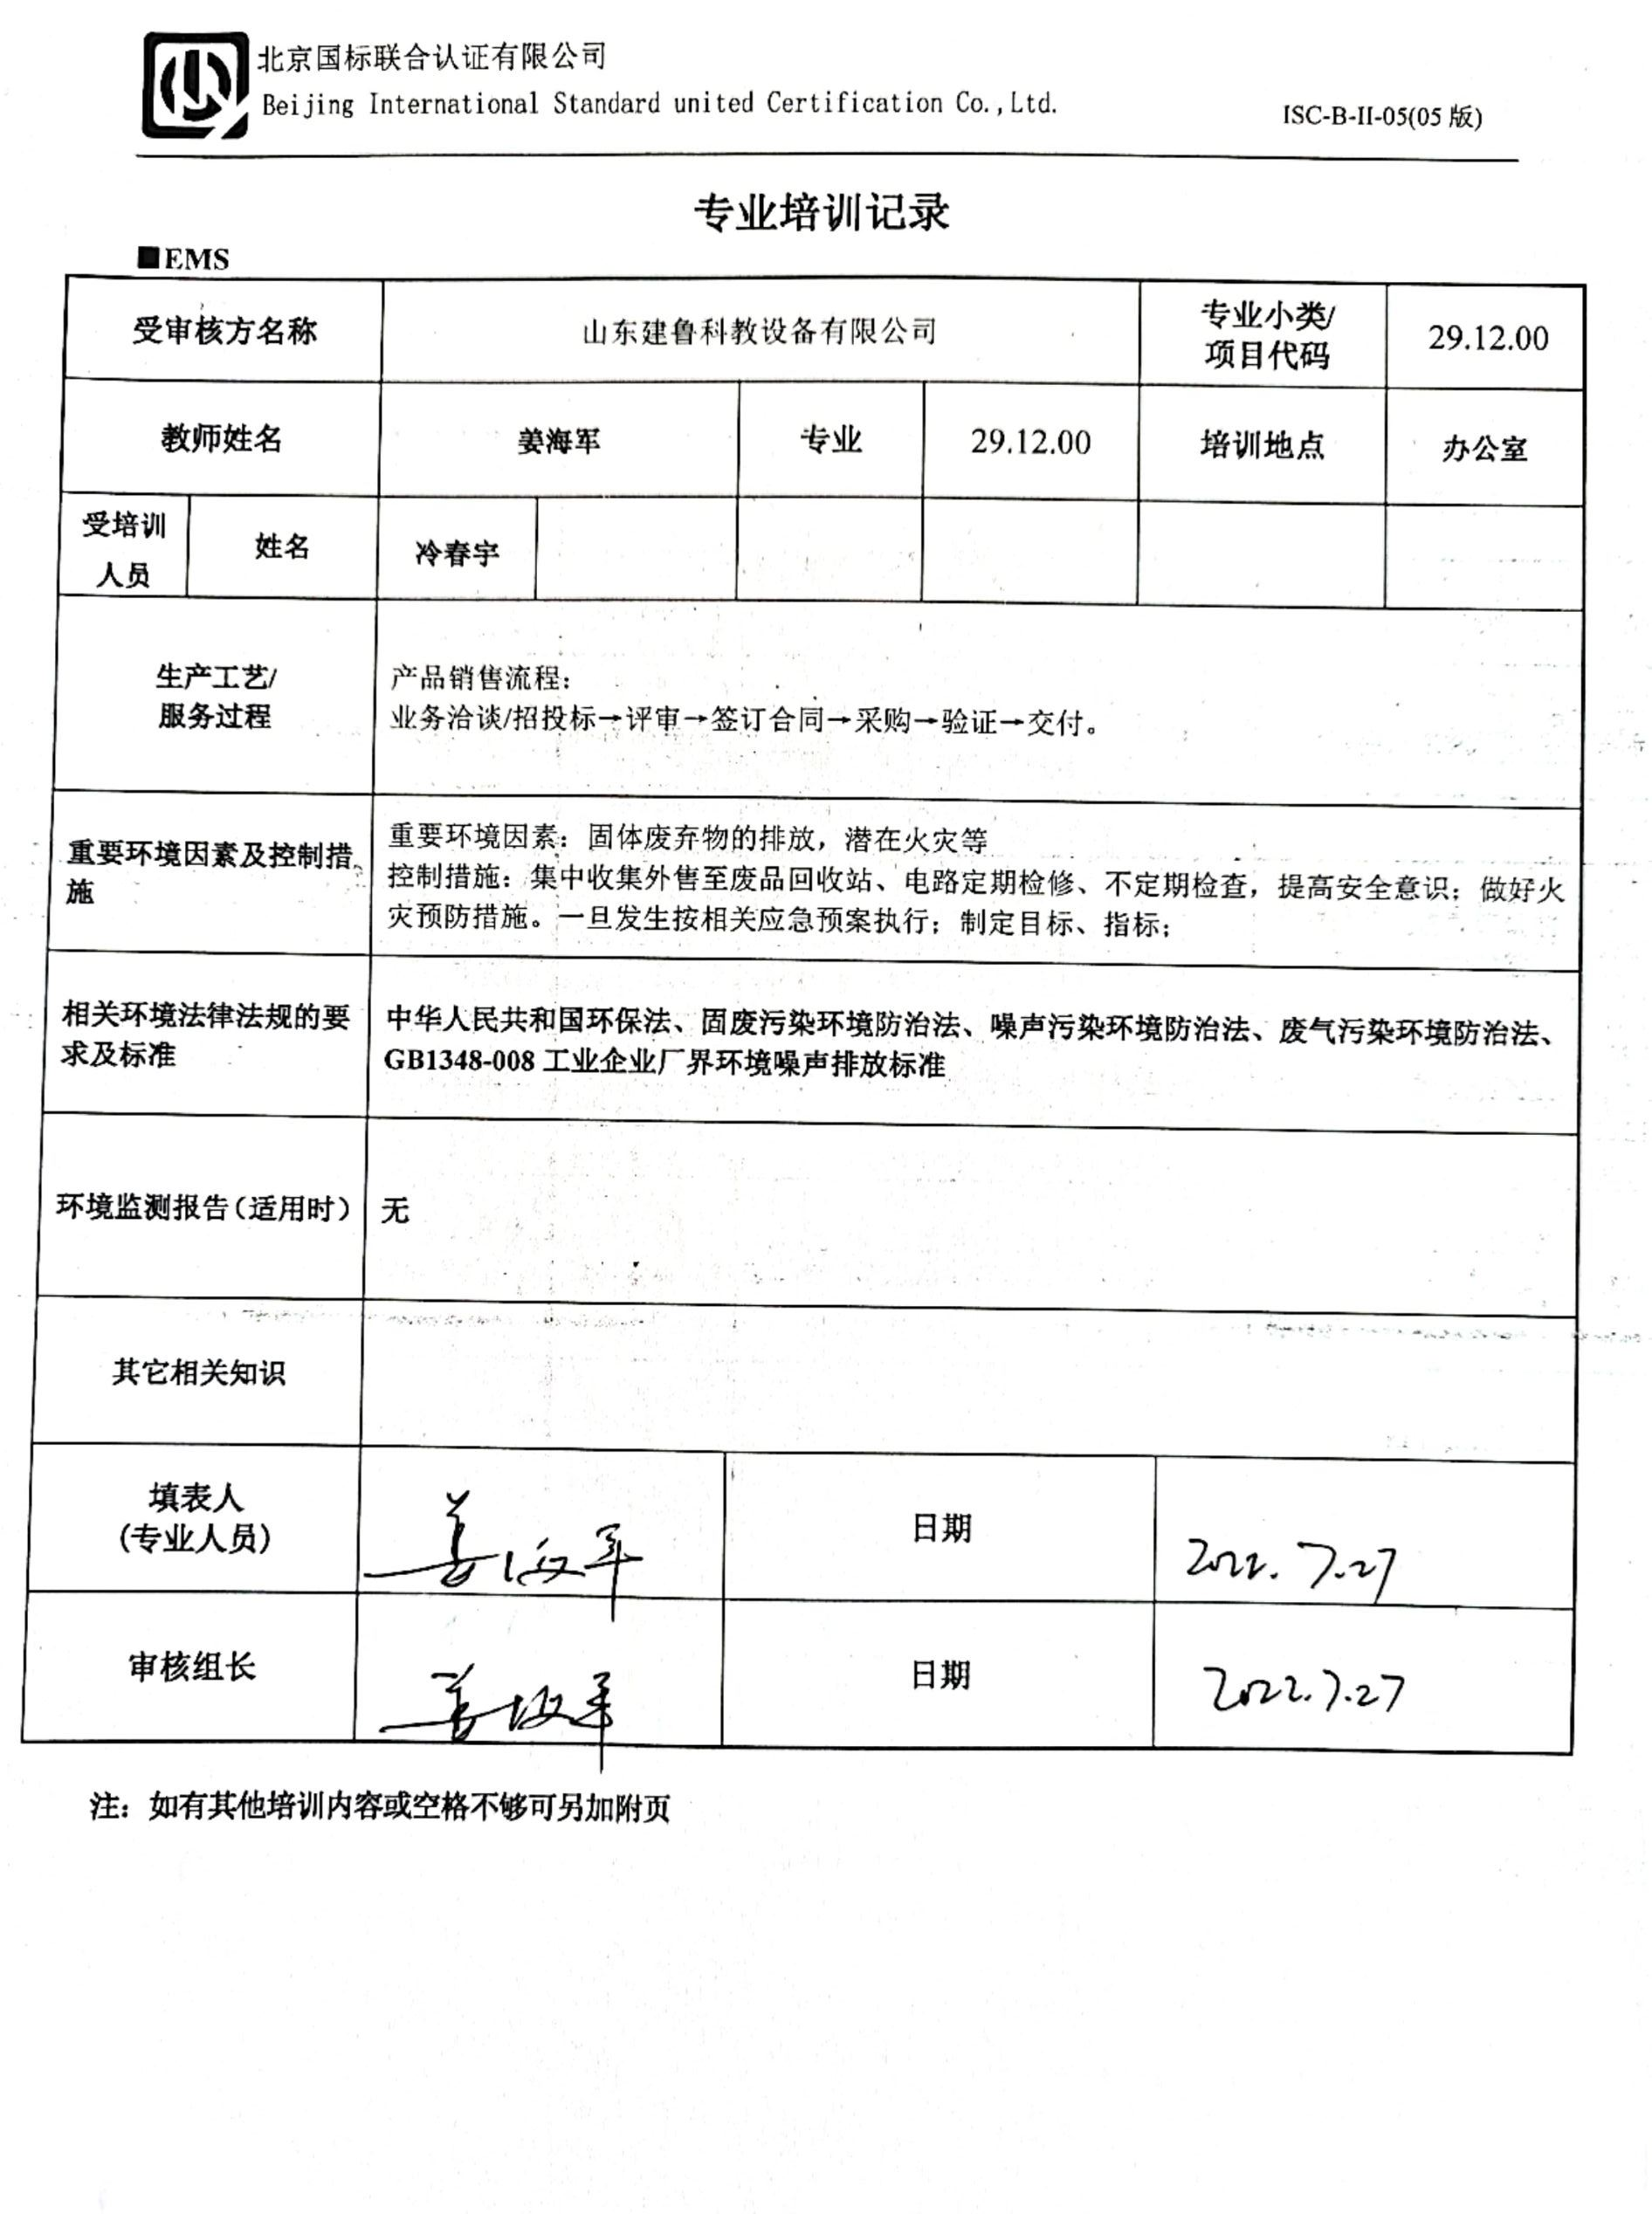 北京国标联合认证有限公司
Beijing International Standard united Certification Co.,Ltd.
ISC-B-II-05(05 版)
专业培训记录
■EMS
受审核方名称
山东建鲁科教设备有限公司
专业小类/
项目代码
29.12.00
教师姓名
姜海军
专业
29.12.00
培训地点
办公室
受培训
人员
姓名
冷春宇
生产工艺/
服务过程
产品销售流程：
业务洽谈/招投标→评审→签订合同→采购→验证→交付。
重要环境因素及控制措
施
重要环境因素：固体废弃物的排放，潜在火灾等
控制措施：集中收集外售至废品回收站、电路定期检修、不定期检查，提高安全意识；做好火
灾预防措施。一旦发生按相关应急预案执行；制定目标、指标；
相关环境法律法规的要
求及标准
中华人民共和国环保法、固废污染环境防治法、噪声污染环境防治法、废气污染环境防治法、
GB1348-008 工业企业厂界环境噪声排放标准
环境监测报告（适用时）
无
其它相关知识
填表人
（专业人员）
姜海军
日期
2022.7.27
审核组长
姜海军
日期
2022.7.27
注：如有其他培训内容或空格不够可另加附页